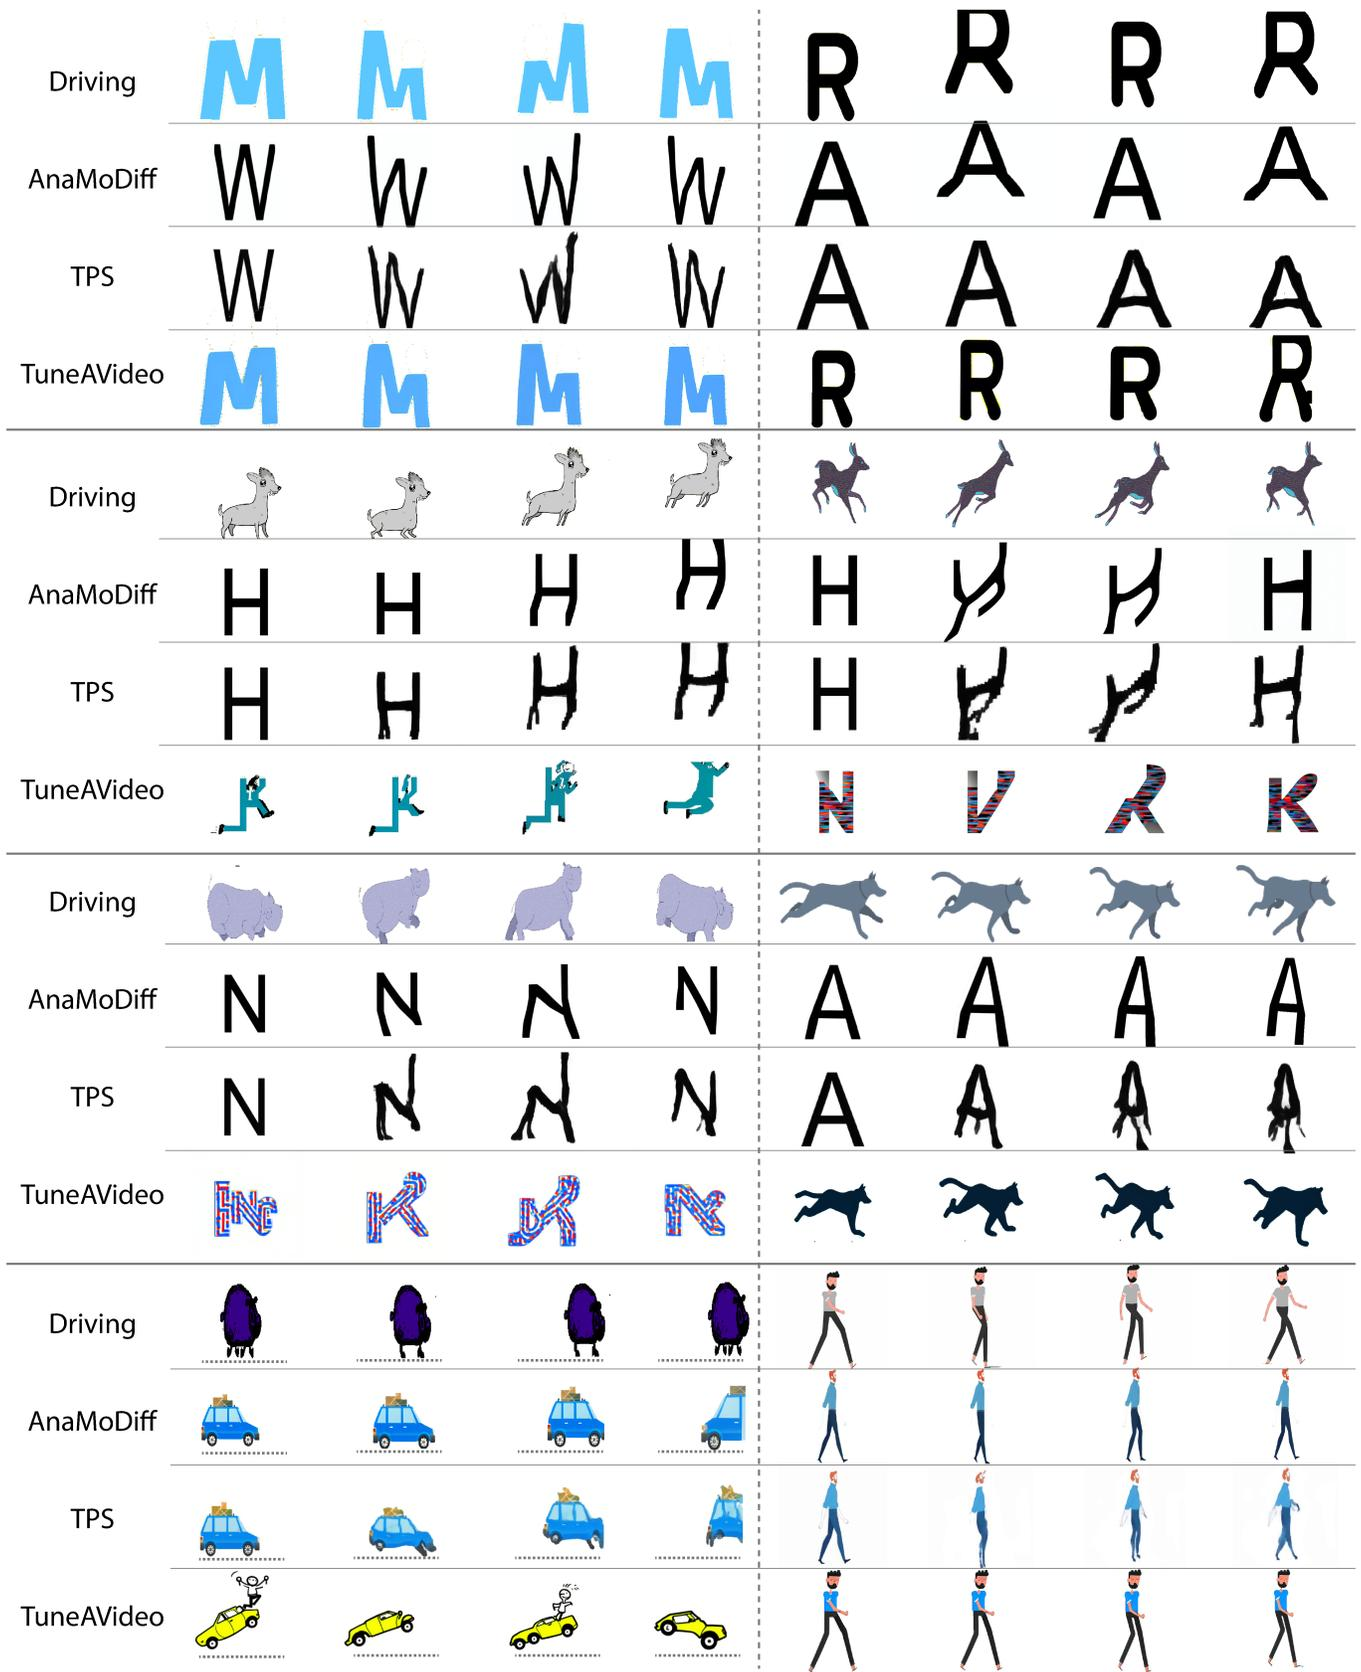 Driving M M M M R R R R
AnaMoDiff W W W W A A A A
TPS W W W W A A A A
TuneAVideo M M M M R R R R
Driving
AnaMoDiff H H H H H H H H
TPS H H H H H H H H
TuneAVideo N V R K
Driving
AnaMoDiff N N N N A A A A
TPS N N N N A A A A
TuneAVideo K
Driving
AnaMoDiff
TPS
TuneAVideo